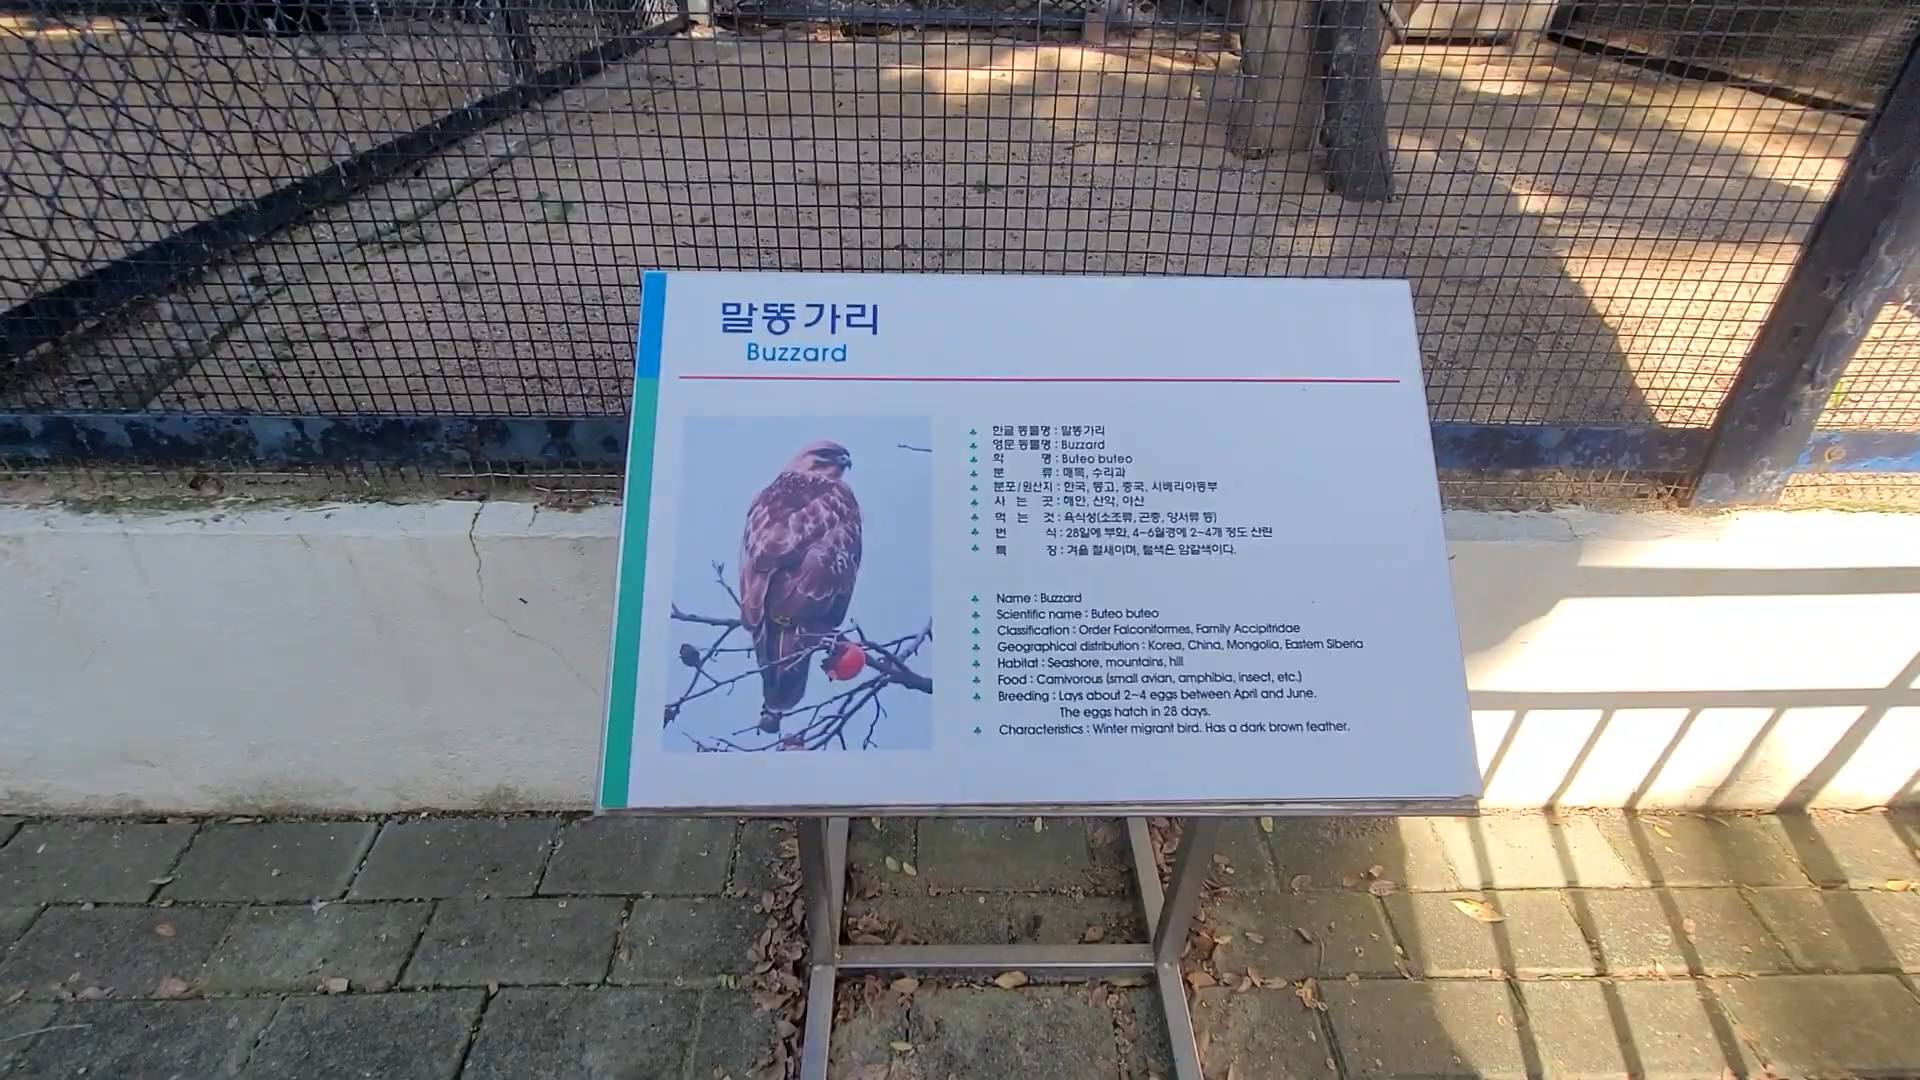 말똥가리
Buzzard
한글 동물명 : 말똥가리
영문 동물명 : Buzzard
학 명 : Buteo buteo
분 류 : 매목, 수리과
분포/원산지 : 한국, 몽고, 중국, 시베리아동부
사 는 곳 : 해안, 산악, 야산
먹 는 것 : 육식성(소조류, 곤충, 양서류 등)
번 식 : 28일에 부화, 4~6월경에 2~4개 정도 산란
특 징 : 겨울 철새이며, 털색은 암갈색이다.
Name : Buzzard
Scientific name : Buteo buteo
Classification : Order Falconiformes, Family Accipitridae
Geographical distribution : Korea, China, Mongolia, Eastern Siberia
Habitat : Seashore, mountains, hill
Food : Carnivorous (small avian, amphibia, insect, etc.)
Breeding : Lays about 2~4 eggs between April and June.
The eggs hatch in 28 days.
Characteristics : Winter migrant bird. Has a dark brown feather.